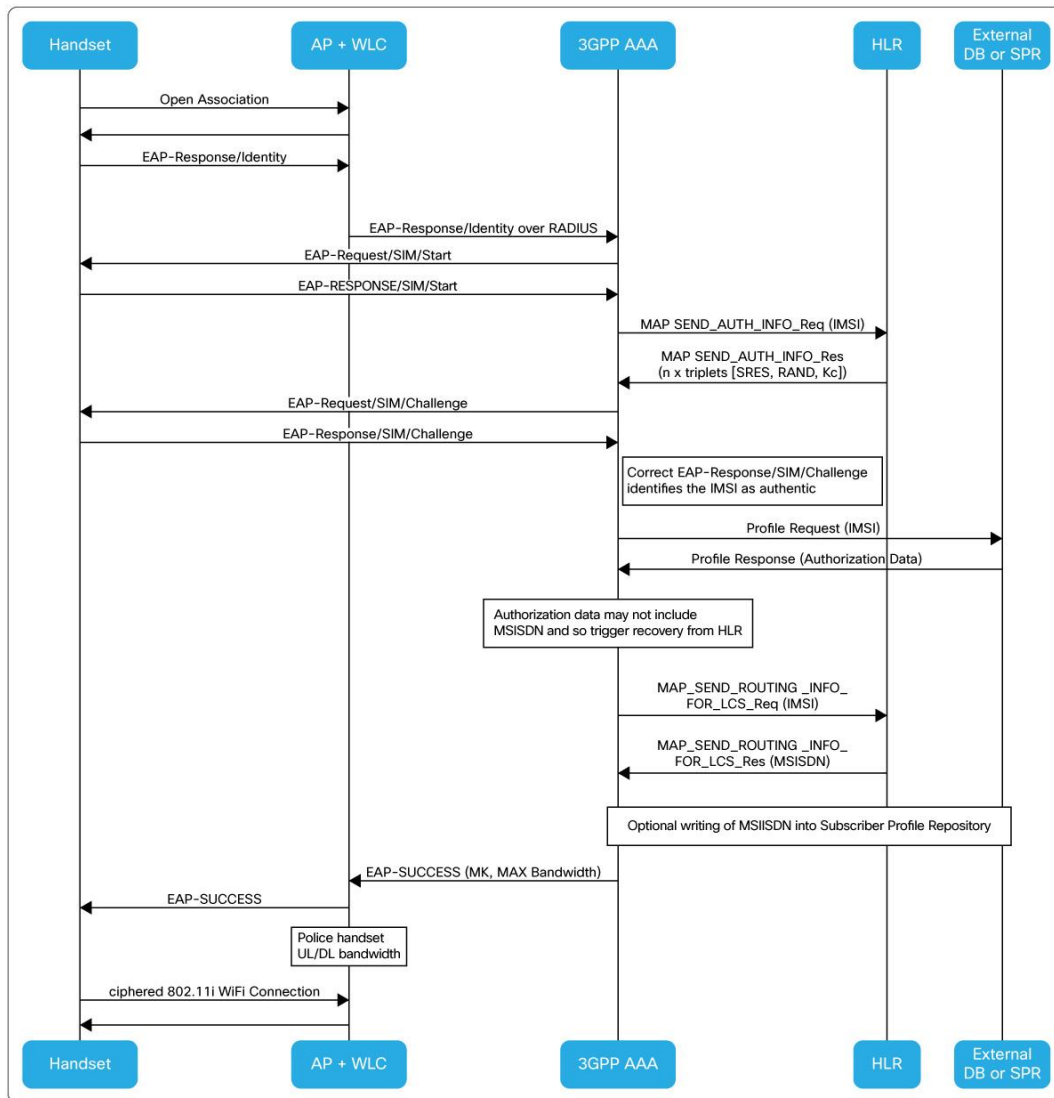 Handset
AP + WLC
3GPP AAA
HLR
External
DB or SPR
Open Association
EAP-Response/Identity
EAP-Response/Identity over RADIUS
EAP-Request/SIM/Start
EAP-RESPONSE/SIM/Start
MAP SEND_AUTH_INFO_Req (IMSI)
MAP SEND_AUTH_INFO_Res
(n x triplets [SRES, RAND, Kc])
EAP-Request/SIM/Challenge
EAP-Response/SIM/Challenge
Correct EAP-Response/SIM/Challenge
identifies the IMSI as authentic
Profile Request (IMSI)
Profile Response (Authorization Data)
Authorization data may not include
MSISDN and so trigger recovery from HLR
MAP_SEND_ROUTING _INFO_
FOR_LCS_Req (IMSI)
MAP_SEND_ROUTING _INFO_
FOR_LCS_Res (MSISDN)
Optional writing of MSIISDN into Subscriber Profile Repository
EAP-SUCCESS (MK, MAX Bandwidth)
EAP-SUCCESS
Police handset
UL/DL bandwidth
ciphered 802.11i WiFi Connection
Handset
AP + WLC
3GPP AAA
HLR
External
DB or SPR